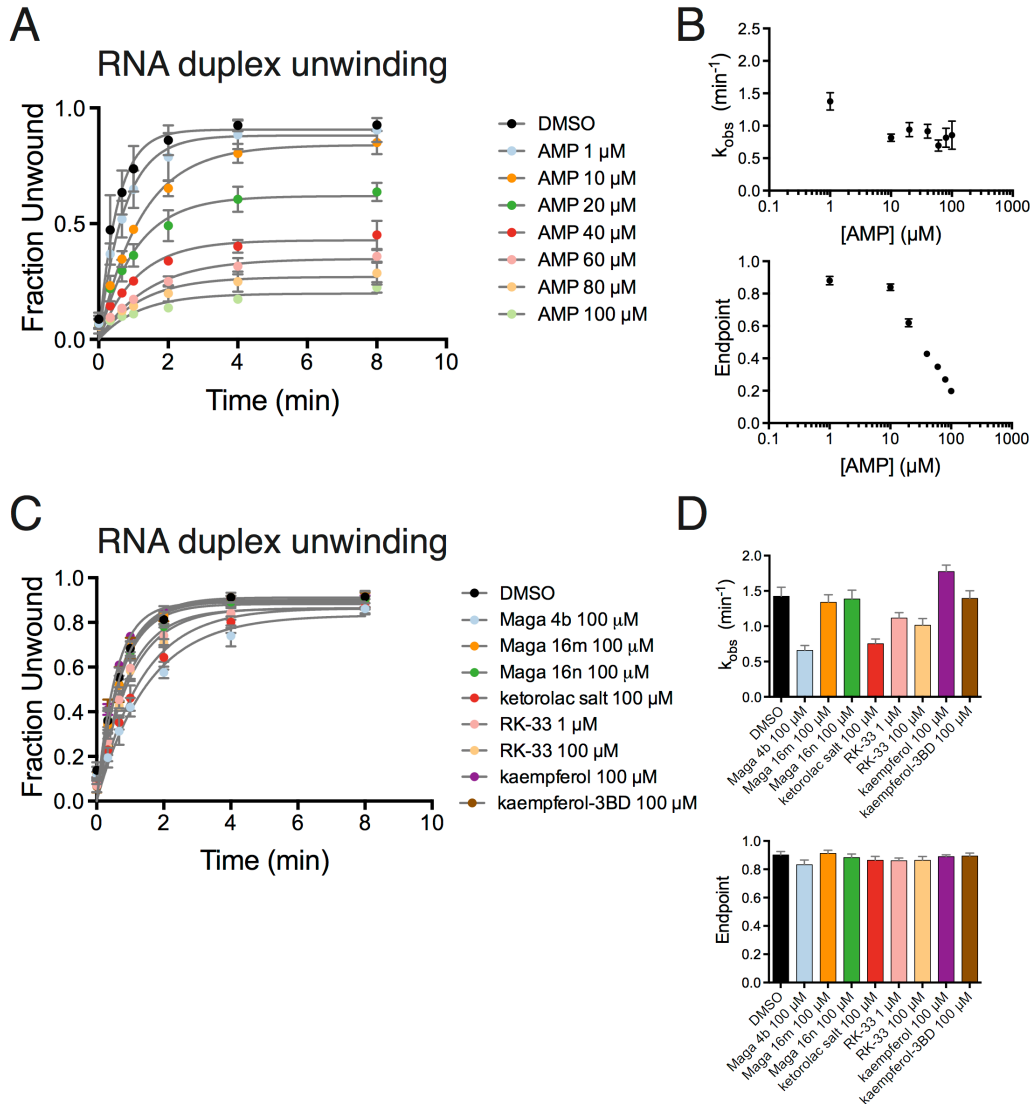 A
RNA duplex unwinding
Fraction Unwound
1.0
0.5
0.0
0 2 4 6 8 10
Time (min)
DMSO
AMP 1 µM
AMP 10 µM
AMP 20 µM
AMP 40 µM
AMP 60 µM
AMP 80 µM
AMP 100 µM
B
kobs (min-1)
2.5
2.0
1.5
1.0
0.5
0.0
0.1 1 10 100 1000
[AMP] (µM)
Endpoint
1.0
0.8
0.6
0.4
0.2
0.0
0.1 1 10 100 1000
[AMP] (µM)
C
RNA duplex unwinding
Fraction Unwound
1.0
0.8
0.6
0.4
0.2
0.0
0 2 4 6 8 10
Time (min)
DMSO
Maga 4b 100 µM
Maga 16m 100 µM
Maga 16n 100 µM
ketorolac salt 100 µM
RK-33 1 µM
RK-33 100 µM
kaempferol 100 µM
kaempferol-3BD 100 µM
D
kobs (min-1)
2.0
1.5
1.0
0.5
0.0
DMSO
Maga 4b 100 µM
Maga 16m 100 µM
Maga 16n 100 µM
ketorolac salt 100 µM
RK-33 1 µM
RK-33 100 µM
kaempferol 100 µM
kaempferol-3BD 100 µM
Endpoint
1.0
0.8
0.6
0.4
0.2
0.0
DMSO
Maga 4b 100 µM
Maga 16m 100 µM
Maga 16n 100 µM
ketorolac salt 100 µM
RK-33 1 µM
RK-33 100 µM
kaempferol 100 µM
kaempferol-3BD 100 µM